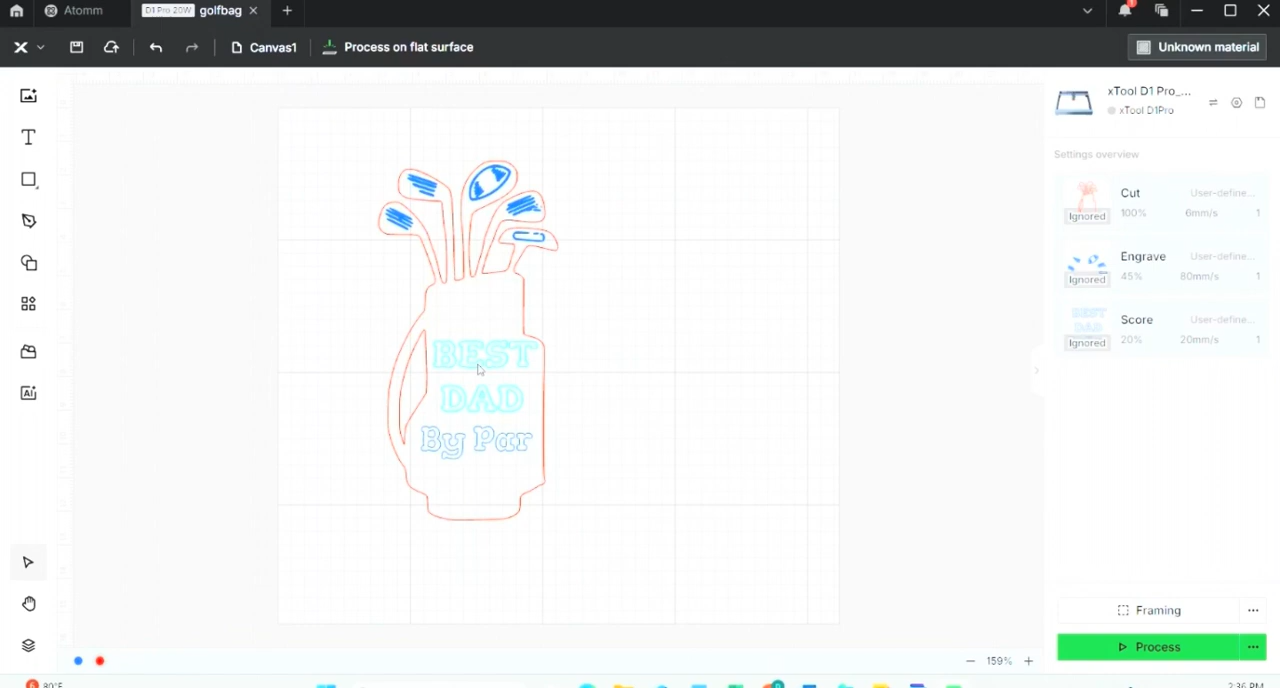 Atomm
D1 Pro 20W golfbag
Canvas1
Process on flat surface
Unknown material
xTool D1 Pro_...
xTool D1Pro
Settings overview
Cut User-define...
Ignored 100% 6mm/s 1
Engrave User-define...
Ignored 45% 80mm/s 1
Score User-define...
Ignored 20% 20mm/s 1
BEST
DAD
By Par
T
AI
Framing
Process
159%
80°F
2:36 PM